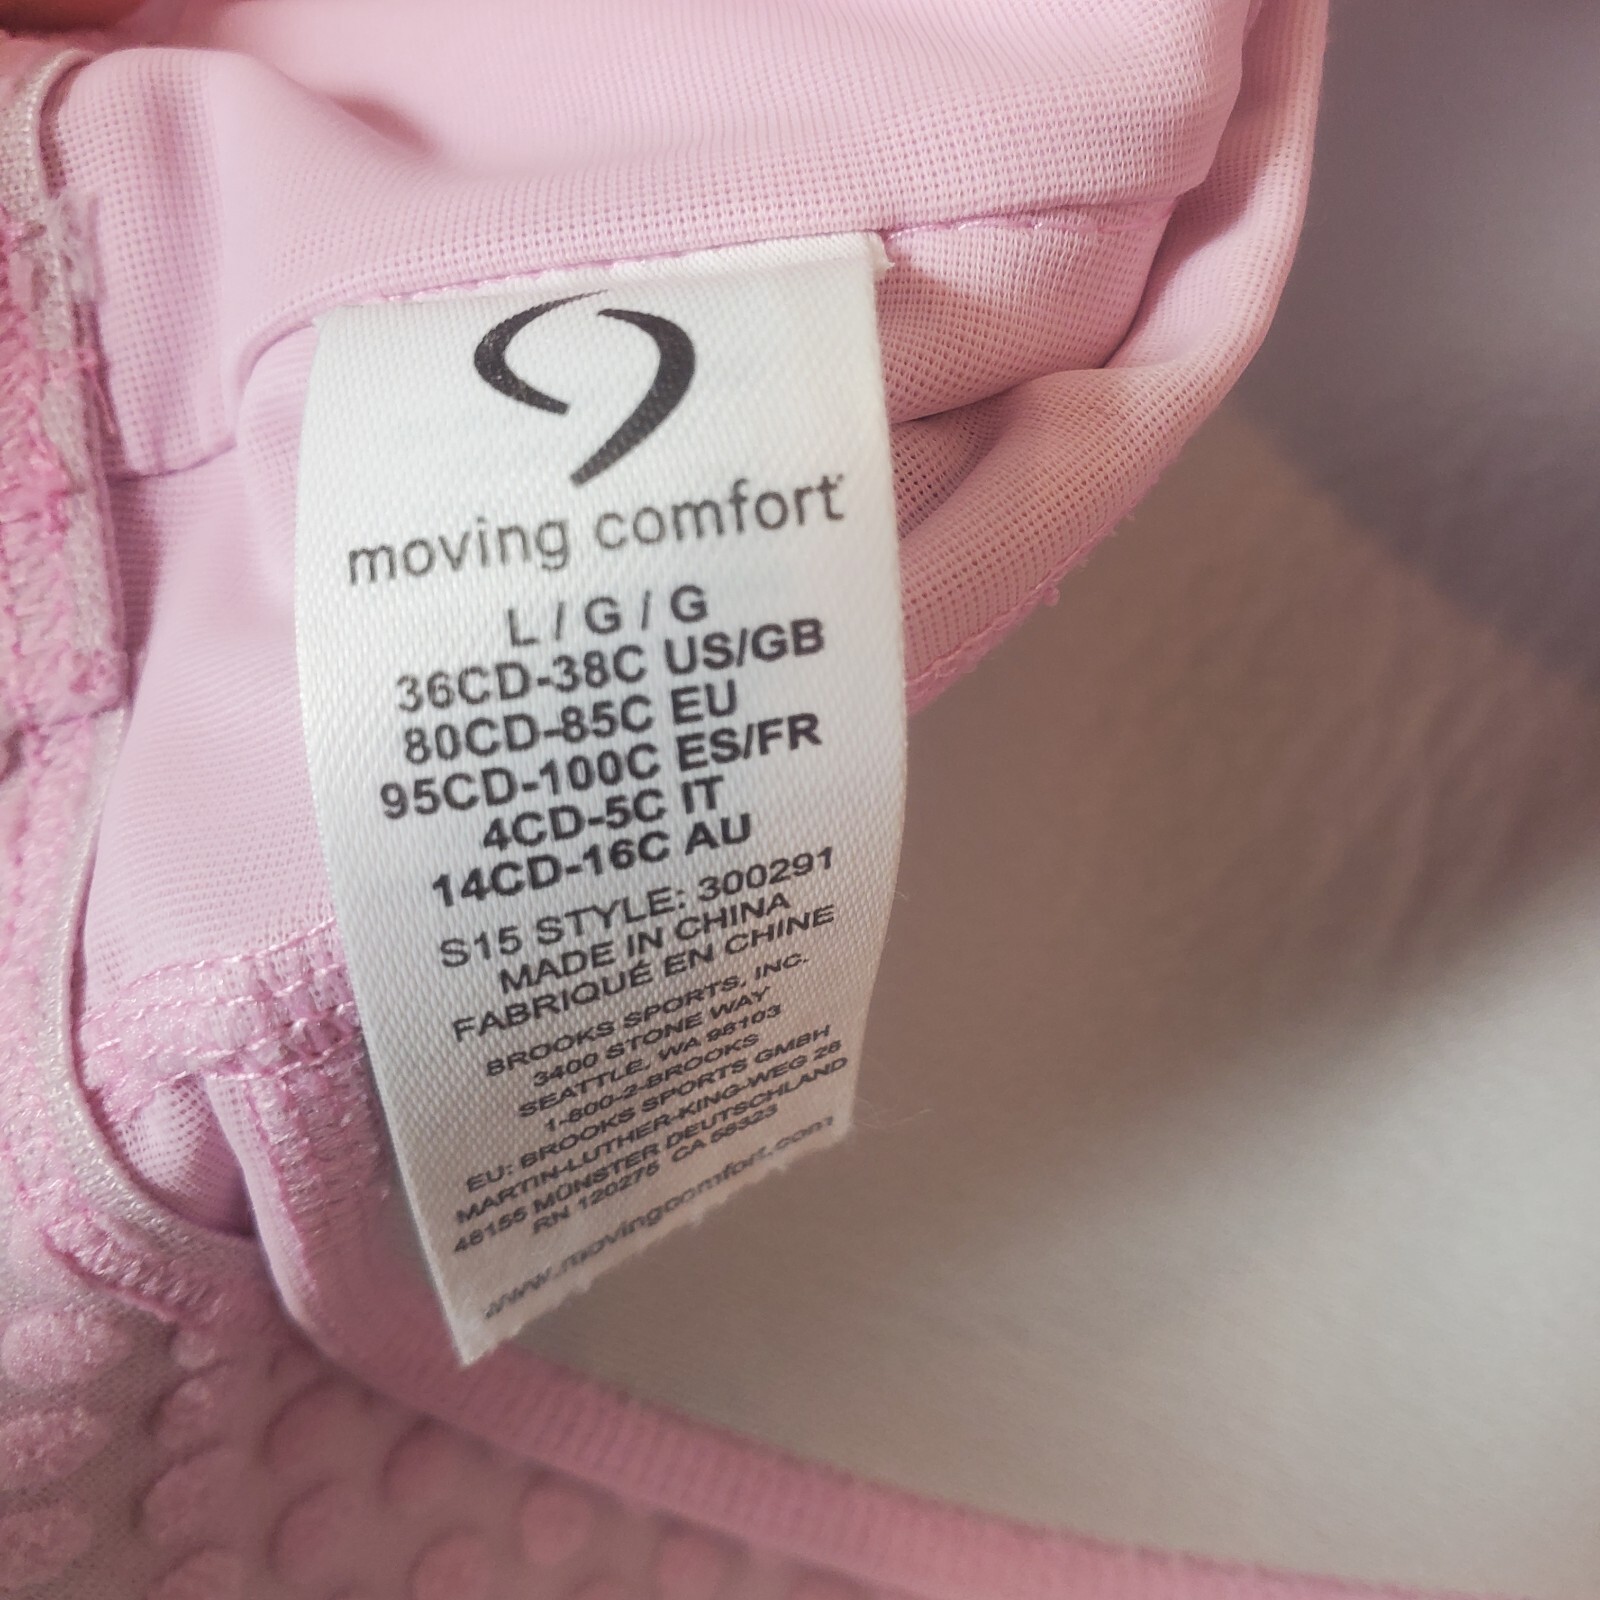 moving comfort
L / G / G
36CD-38C US/GB
80CD-85C EU
95CD-100C ES/FR
4CD-5C IT
14CD-16C AU
S15 STYLE: 300291
MADE IN CHINA
FABRIQUÉ EN CHINE
BROOKS SPORTS, INC.
3400 STONE WAY
SEATTLE, WA 98103
1-800-2-BROOKS
EU: BROOKS SPORTS GMBH
MARTIN-LUTHER-KING-WEG 28
48155 MÜNSTER DEUTSCHLAND
RN 120275 CA 55323
www.movingcomfort.com